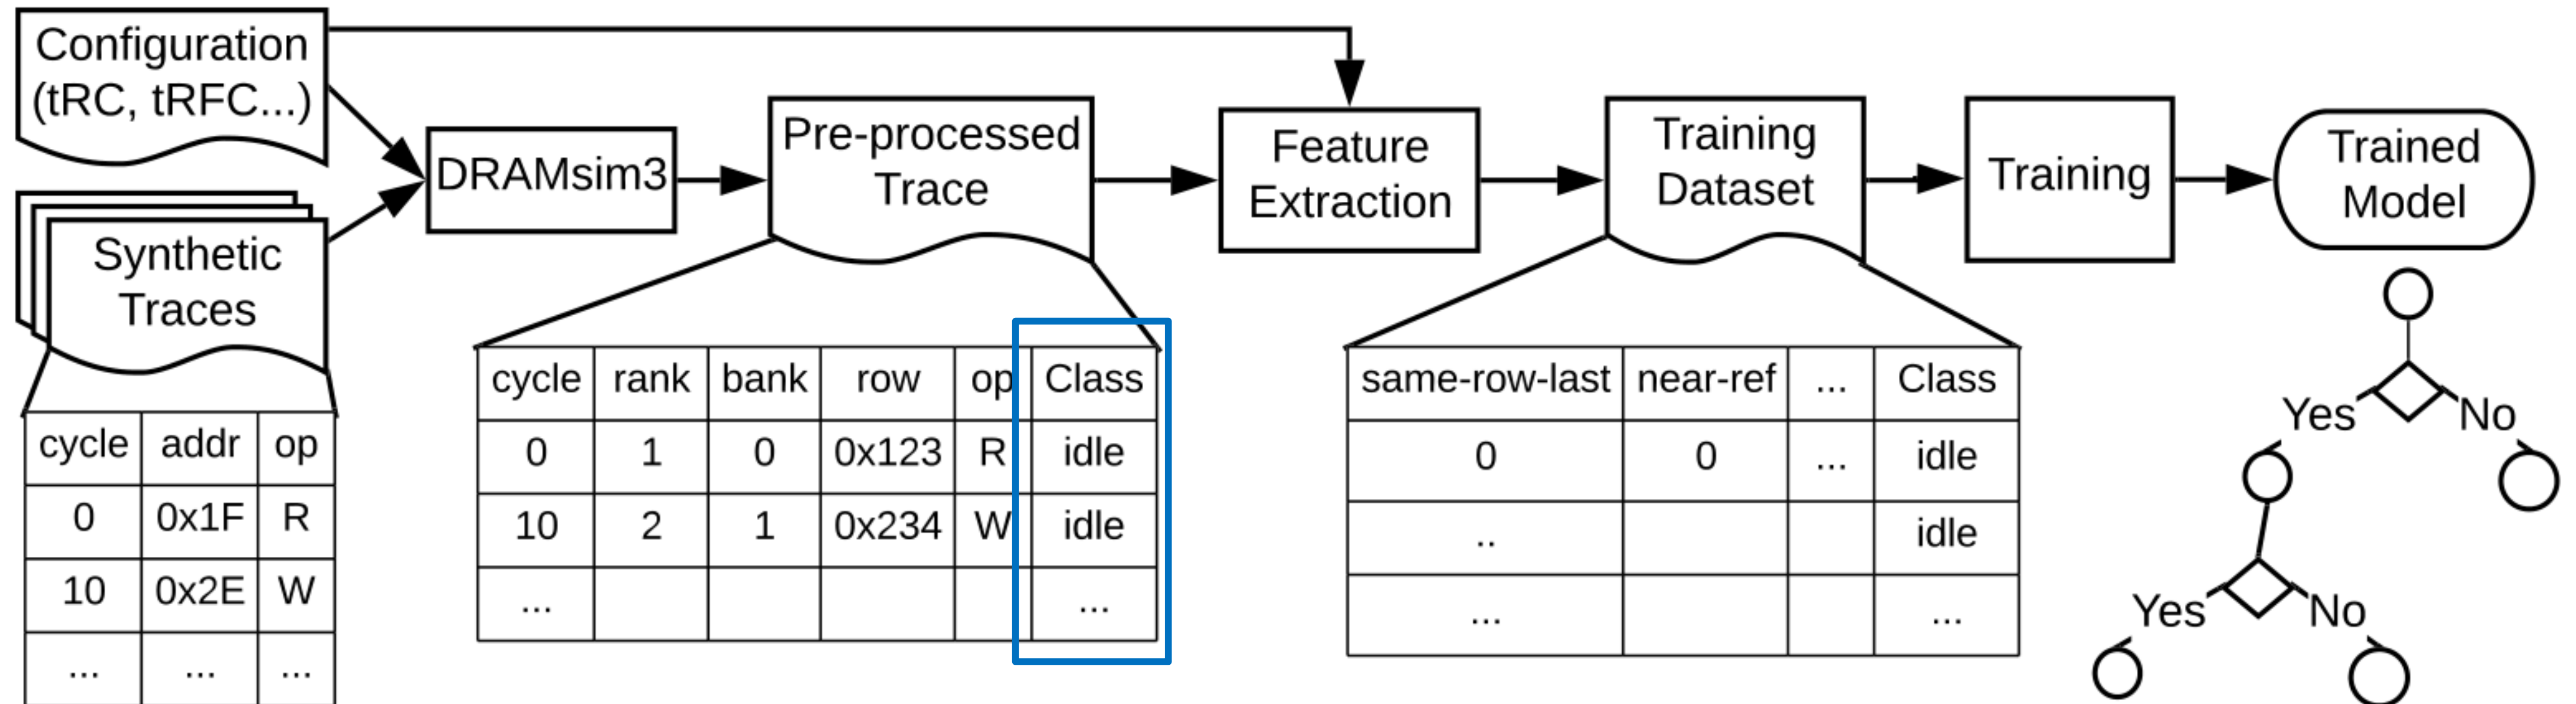 Configuration
(tRC, tRFC...)
Synthetic
Traces
cycle addr op
0 0x1F R
10 0x2E W
... ... ...
DRAMsim3
Pre-processed
Trace
cycle rank bank row op Class
0 1 0 0x123 R idle
10 2 1 0x234 W idle
... ...
Feature
Extraction
Training
Dataset
same-row-last near-ref ... Class
0 0 ... idle
.. idle
... ...
Training
Trained
Model
Yes No
Yes No